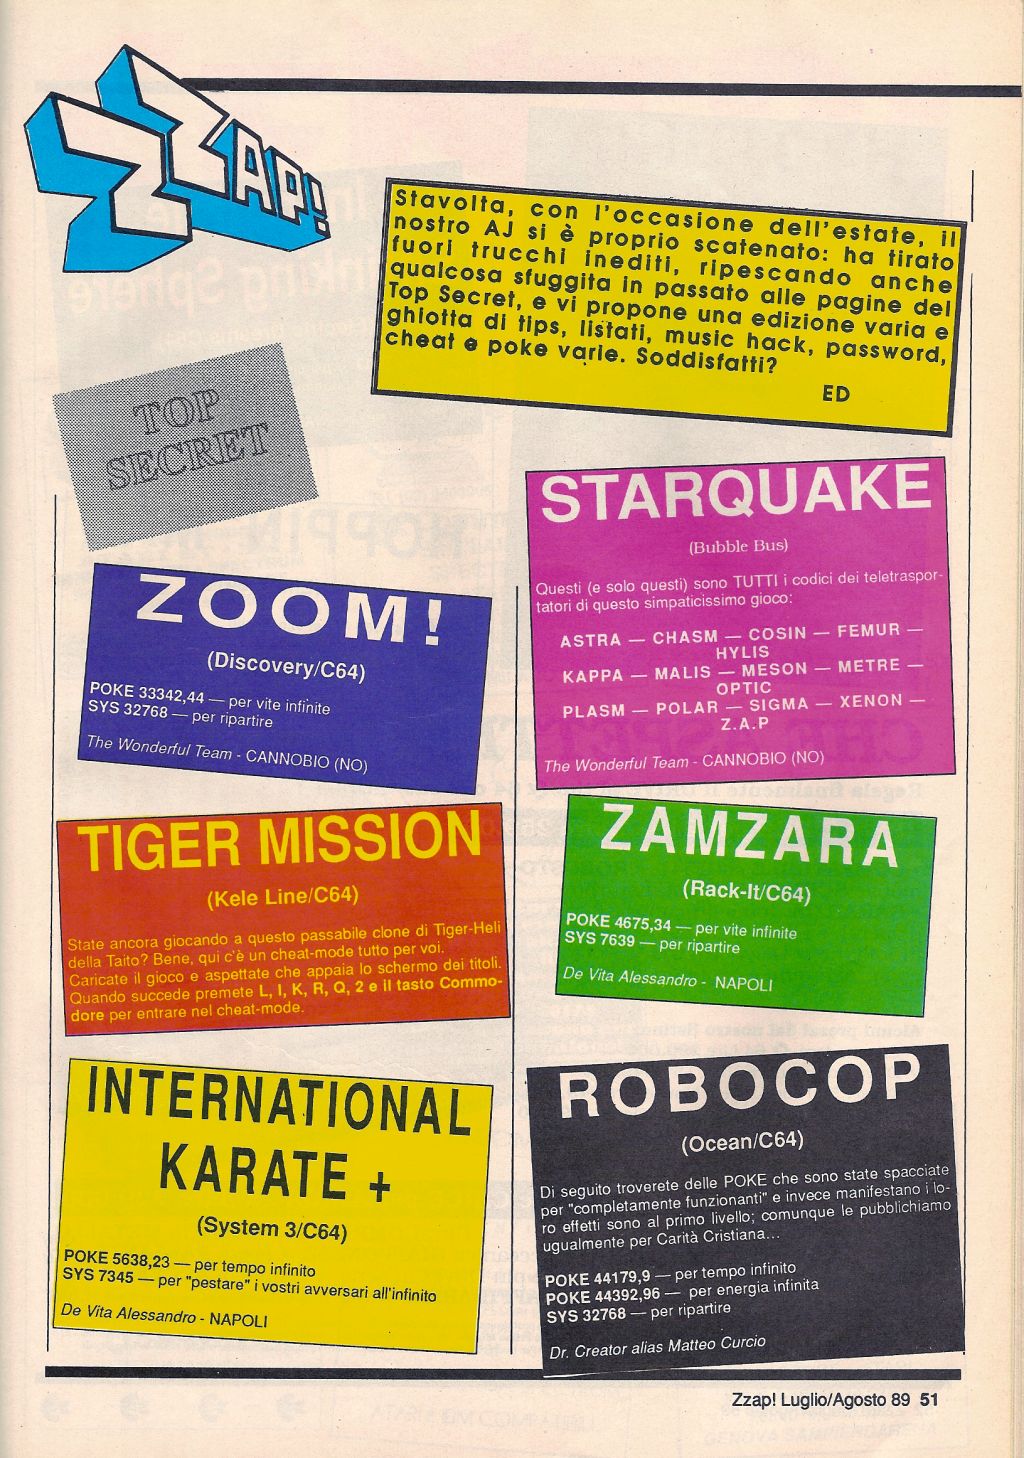 ZZAP!
Stavolta, con l'occasione dell'estate, il
nostro AJ si è proprio scatenato: ha tirato
fuori trucchi inediti, ripescando anche
qualcosa sfuggita in passato alle pagine del
Top Secret, e vi propone una edizione varia e
ghiotta di tips, listati, music hack, password,
cheat e poke varie. Soddisfatti?
ED
TOP
SECRET
ZOOM!
(Discovery/C64)
POKE 33342,44 — per vite infinite
SYS 32768 — per ripartire
The Wonderful Team - CANNOBIO (NO)
TIGER MISSION
(Kele Line/C64)
State ancora giocando a questo passabile clone di Tiger-Heli
della Taito? Bene, qui c'è un cheat-mode tutto per voi.
Caricate il gioco e aspettate che appaia lo schermo dei titoli.
Quando succede premete L, I, K, R, Q, 2 e il tasto Commo-
dore per entrare nel cheat-mode.
INTERNATIONAL
KARATE +
(System 3/C64)
POKE 5638,23 — per tempo infinito
SYS 7345 — per "pestare" i vostri avversari all'infinito
De Vita Alessandro - NAPOLI
STARQUAKE
(Bubble Bus)
Questi (e solo questi) sono TUTTI i codici dei teletraspor-
tatori di questo simpaticissimo gioco:
ASTRA — CHASM — COSIN — FEMUR —
HYLIS
KAPPA — MALIS — MESON — METRE —
OPTIC
PLASM — POLAR — SIGMA — XENON —
Z.A.P
The Wonderful Team - CANNOBIO (NO)
ZAMZARA
(Rack-It/C64)
POKE 4675,34 — per vite infinite
SYS 7639 — per ripartire
De Vita Alessandro - NAPOLI
ROBOCOP
(Ocean/C64)
Di seguito troverete delle POKE che sono state spacciate
per "completamente funzionanti" e invece manifestano i lo-
ro effetti sono al primo livello; comunque le pubblichiamo
ugualmente per Carità Cristiana...
POKE 44179,9 — per tempo infinito
POKE 44392,96 — per energia infinita
SYS 32768 — per ripartire
Dr. Creator alias Matteo Curcio
Zzap! Luglio/Agosto 89 51